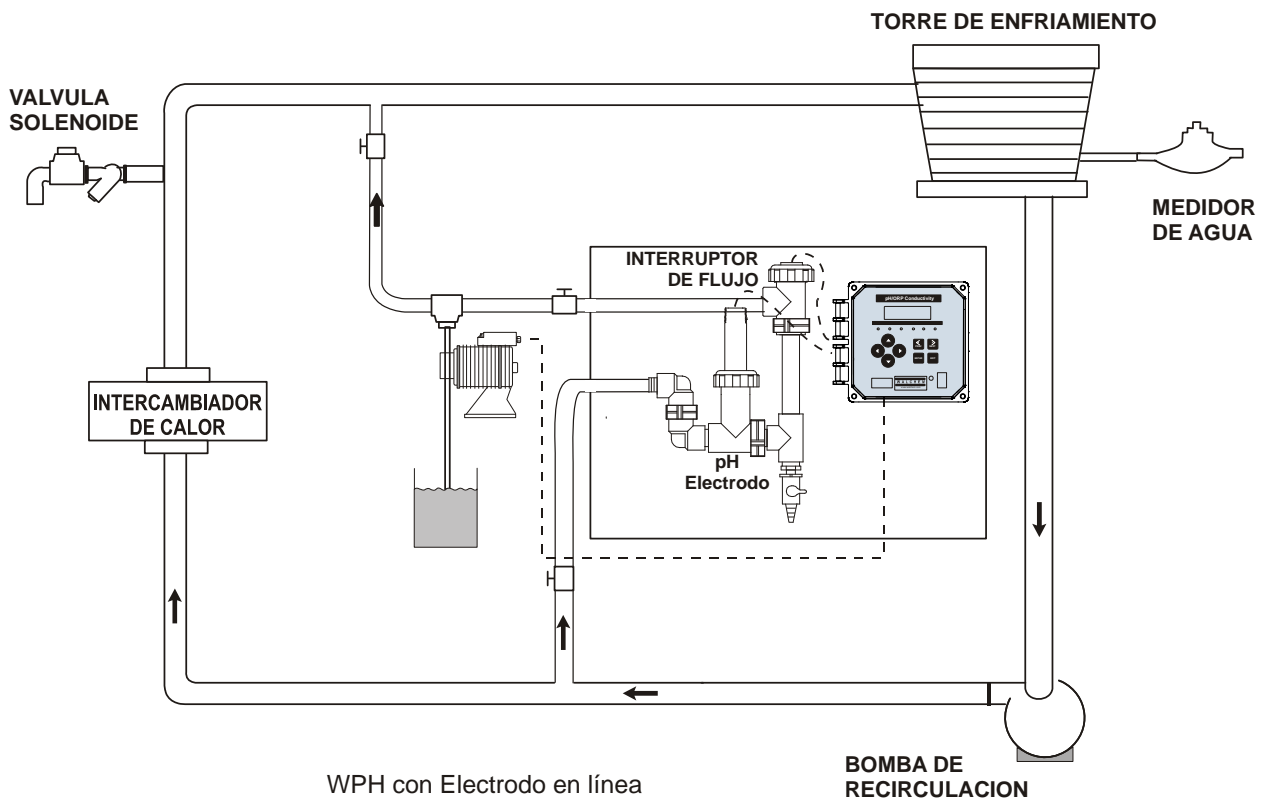 TORRE DE ENFRIAMIENTO
VALVULA
SOLENOIDE
MEDIDOR
DE AGUA
INTERRUPTOR
DE FLUJO
pH/ORP Conductivity
INTERCAMBIADOR
DE CALOR
pH
Electrodo
WPH con Electrodo en línea
BOMBA DE
RECIRCULACION